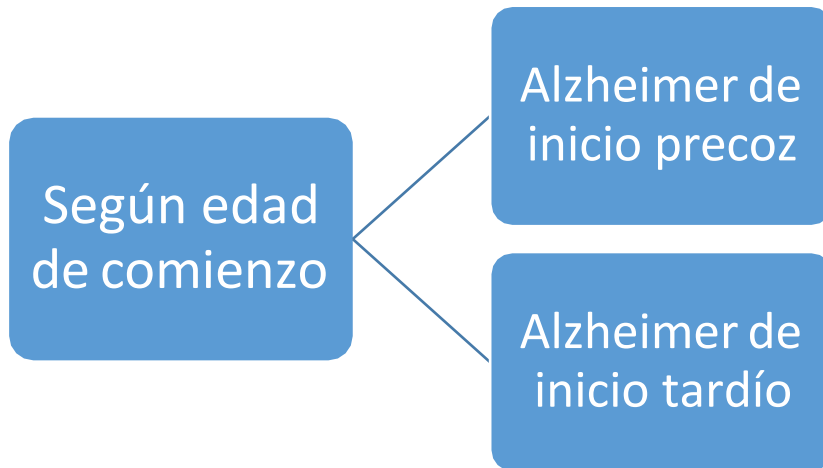 Según edad
de comienzo
Alzheimer de
inicio precoz
Alzheimer de
inicio tardío